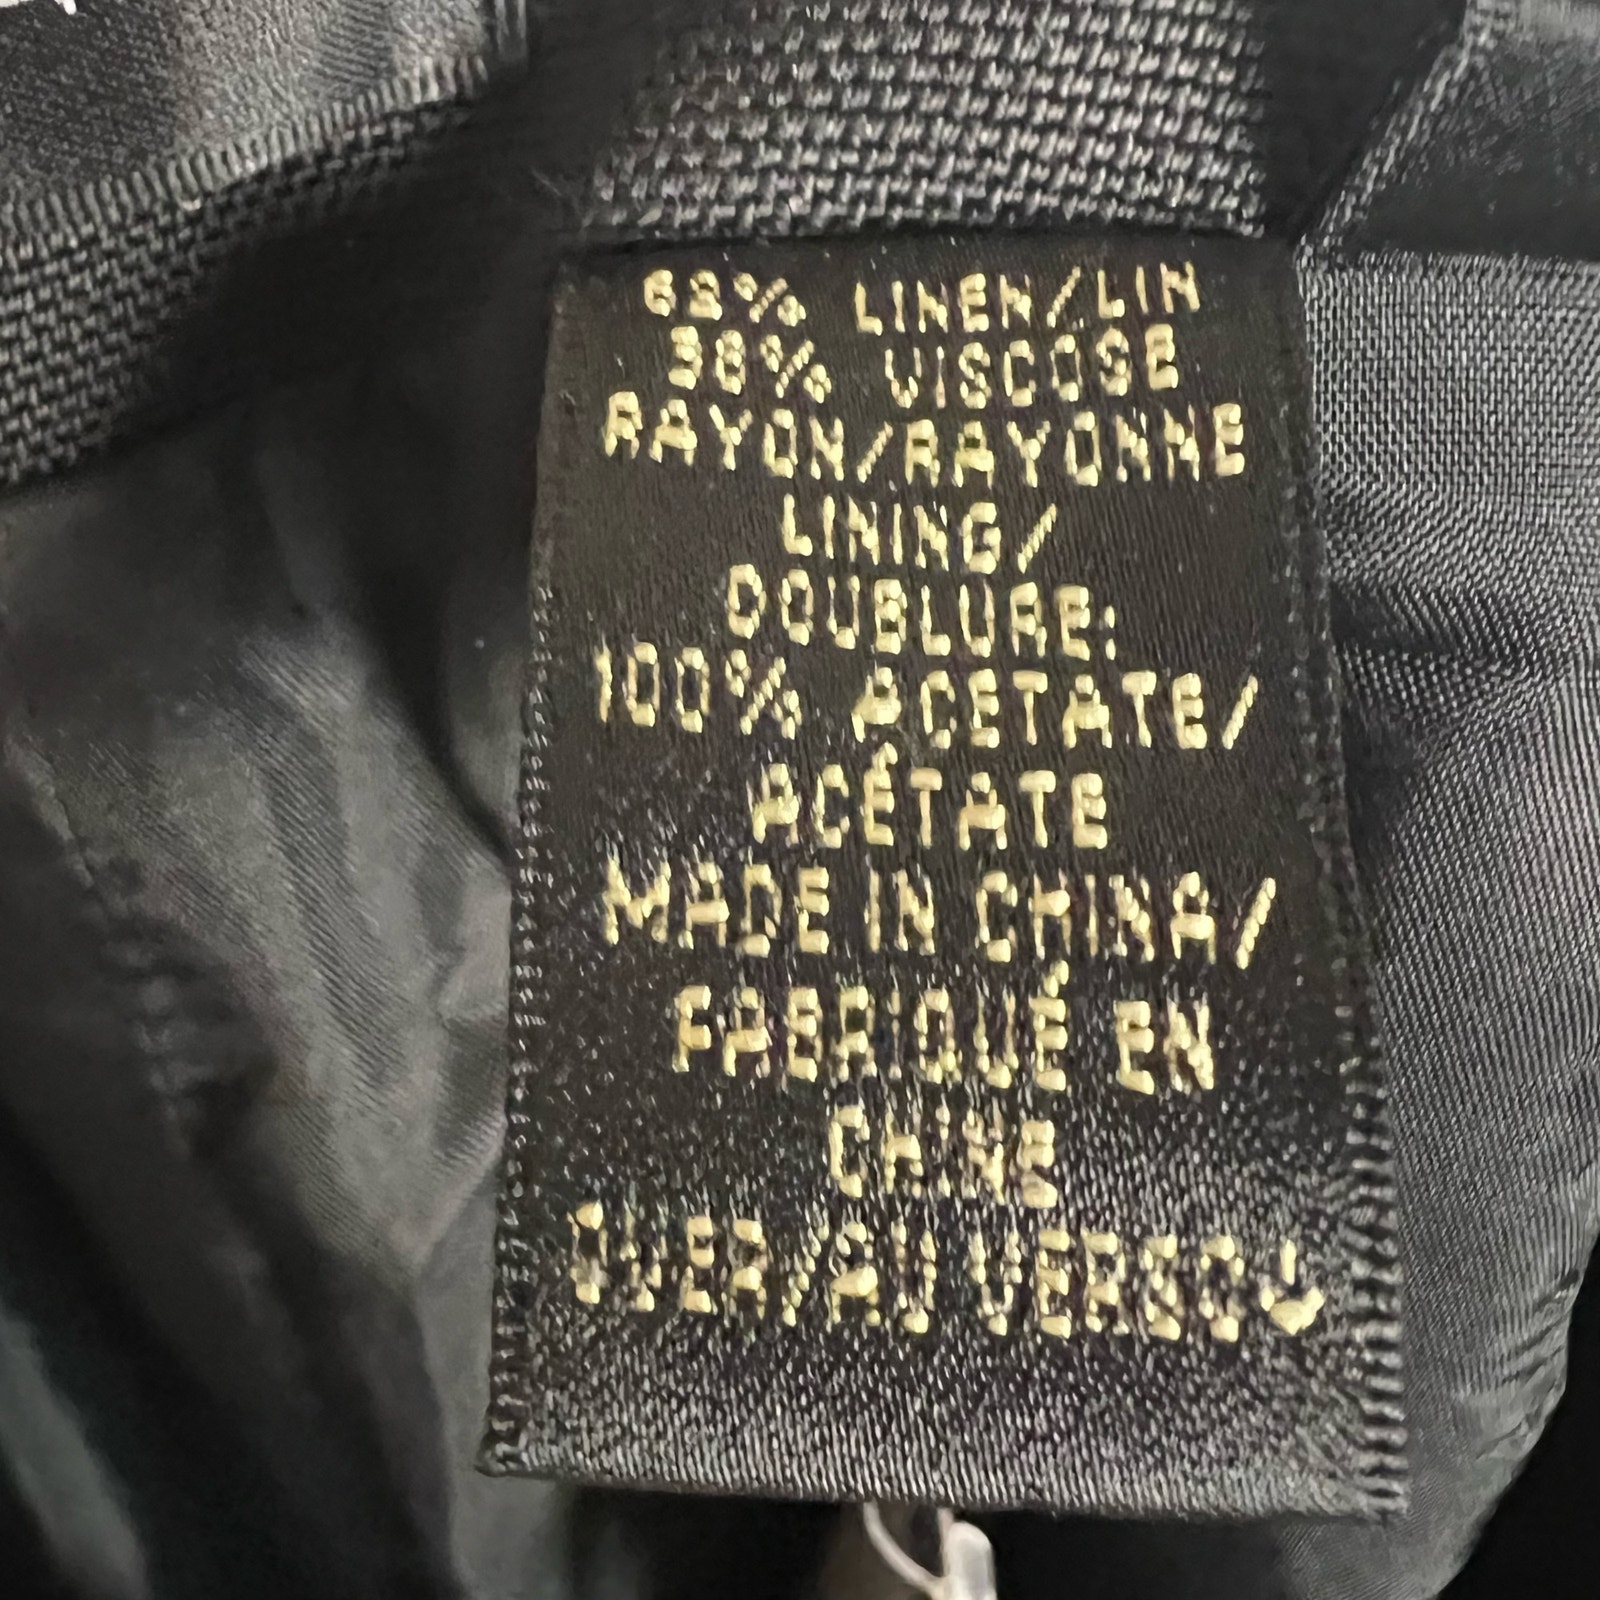 62% LINEN/LIN
38% VISCOSE
RAYON/RAYONNE
LINING/
DOUBLURE:
100% ACETATE/
ACÉTATE
MADE IN CHINA/
FABRIQUÉ EN
CHINE
OVER/AU VERSO